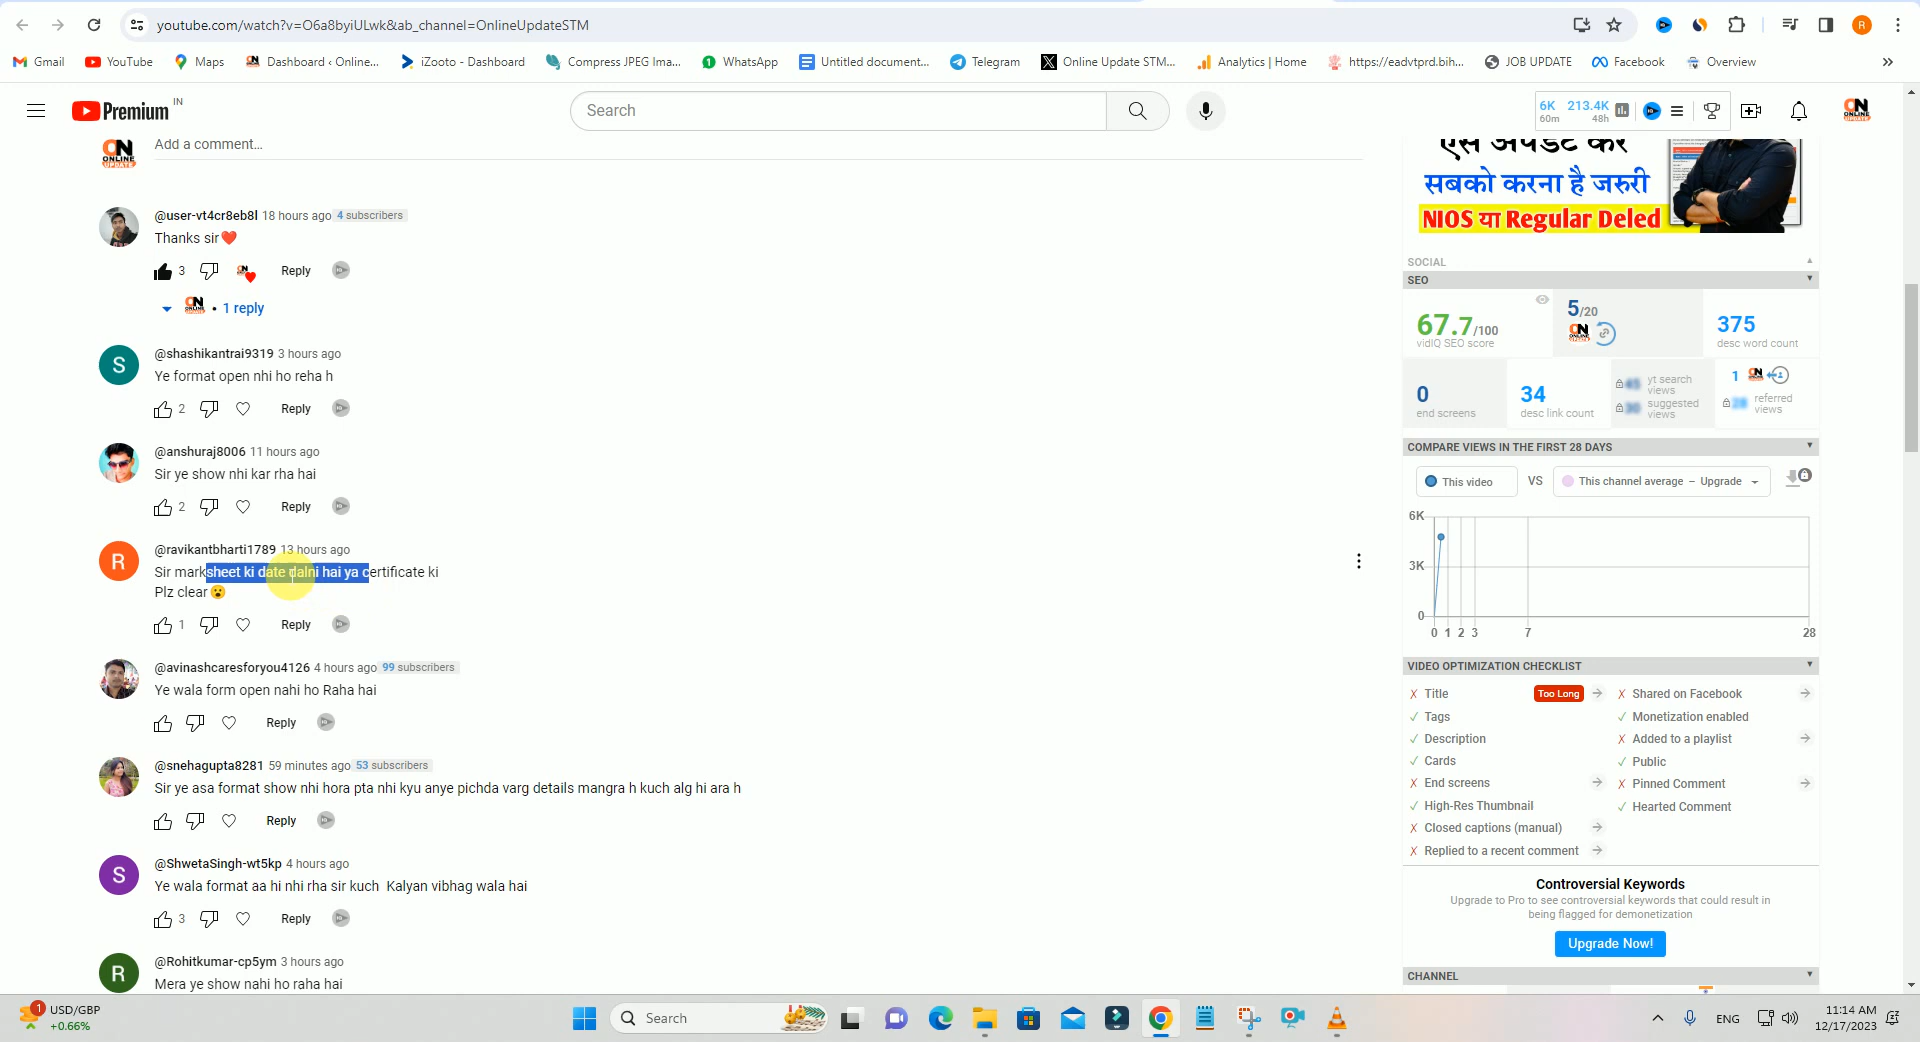 youtube.com/watch?v=O6a8byiULwk&ab_channel=OnlineUpdateSTM
R
Gmail YouTube Maps Dashboard ‹ Online... iZooto - Dashboard Compress JPEG Ima... WhatsApp Untitled document... Telegram Online Update STM... Analytics | Home https://eadvtprd.bih... JOB UPDATE Facebook Overview »
Premium IN
Search
6K 213.4K
60m 48h
ON ONLINE UPDATE
Add a comment...
@user-vt4cr8eb8l 18 hours ago 4 subscribers
Thanks sir❤️
3 Reply
• 1 reply
S
@shashikantrai9319 3 hours ago
Ye format open nhi ho reha h
2 Reply
@anshuraj8006 11 hours ago
Sir ye show nhi kar rha hai
2 Reply
R
@ravikantbharti1789 13 hours ago
Sir marksheet ki date dalni hai ya certificate ki
Plz clear😮
1 Reply
@avinashcaresforyou4126 4 hours ago 99 subscribers
Ye wala form open nahi ho Raha hai
Reply
@snehagupta8281 59 minutes ago 53 subscribers
Sir ye asa format show nhi hora pta nhi kyu anye pichda varg details mangra h kuch alg hi ara h
Reply
S
@ShwetaSingh-wt5kp 4 hours ago
Ye wala format aa hi nhi rha sir kuch Kalyan vibhag wala hai
3 Reply
R
@Rohitkumar-cp5ym 3 hours ago
Mera ye show nahi ho raha hai
एस अपडेट कर
सबको करना है जरुरी
NIOS या Regular Deled
SOCIAL
SEO
67.7/100
vidIQ SEO score
5/20
375
desc word count
0
end screens
34
desc link count
yt search
views
suggested
views
1
referred
views
COMPARE VIEWS IN THE FIRST 28 DAYS
This video VS This channel average – Upgrade
6K
3K
0
0 1 2 3 7 28
VIDEO OPTIMIZATION CHECKLIST
Title Too Long
Tags
Description
Cards
End screens
High-Res Thumbnail
Closed captions (manual)
Replied to a recent comment
Shared on Facebook
Monetization enabled
Added to a playlist
Public
Pinned Comment
Hearted Comment
Controversial Keywords
Upgrade to Pro to see controversial keywords that could result in
being flagged for demonetization
Upgrade Now!
CHANNEL
1
USD/GBP
+0.66%
Search
ENG
11:14 AM
12/17/2023